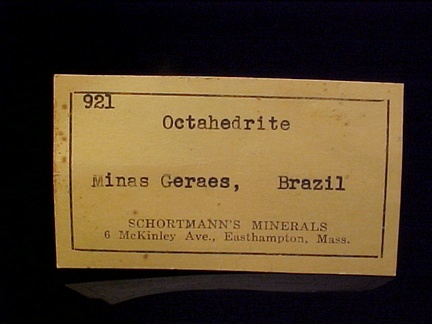 921
Octahedrite
Minas Geraes, Brazil
SCHORTMANN'S MINERALS
6 McKinley Ave., Easthampton, Mass.